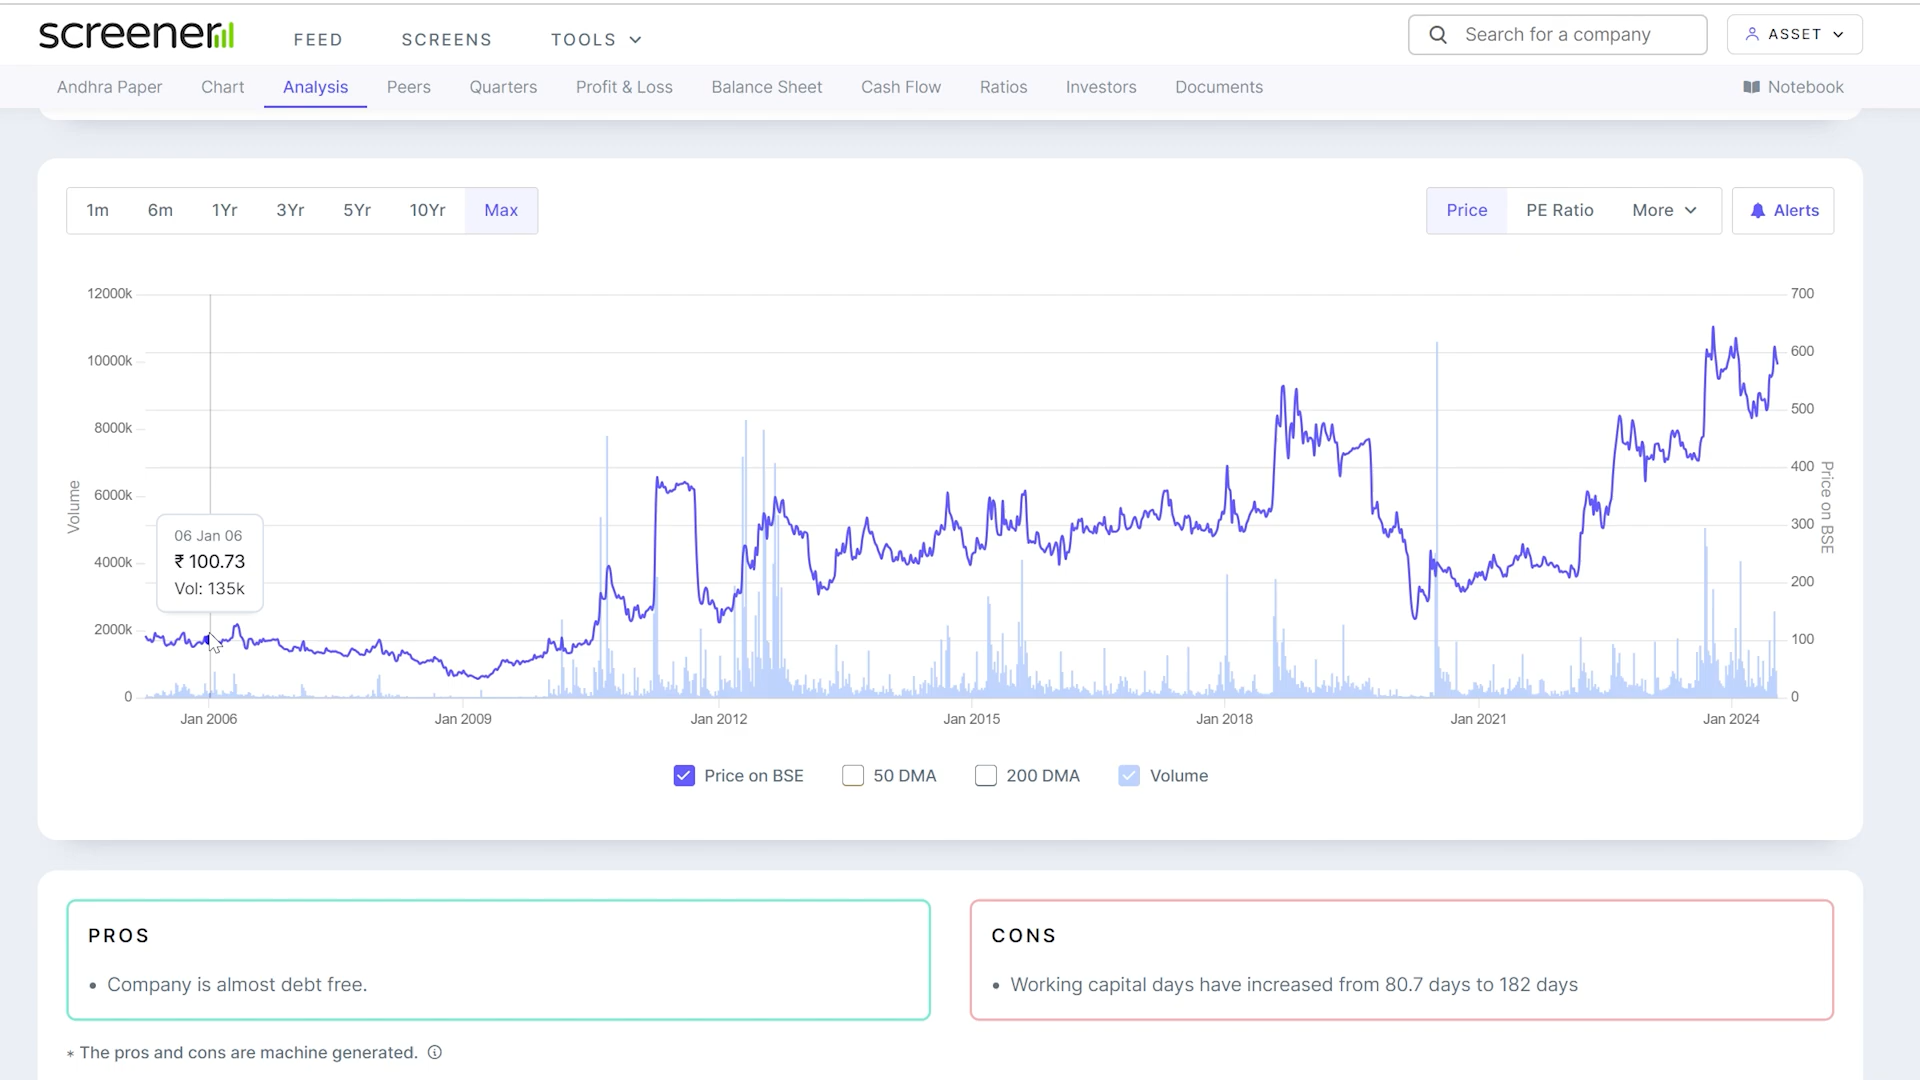 screener
FEED SCREENS TOOLS
Search for a company
ASSET
Andhra Paper Chart Analysis Peers Quarters Profit & Loss Balance Sheet Cash Flow Ratios Investors Documents Notebook
1m 6m 1Yr 3Yr 5Yr 10Yr Max
Price PE Ratio More Alerts
12000k 700
10000k 600
8000k 500
6000k 400
4000k 300
2000k 200
0 100
0
Volume
Price on BSE
06 Jan 06
₹ 100.73
Vol: 135k
Jan 2006 Jan 2009 Jan 2012 Jan 2015 Jan 2018 Jan 2021 Jan 2024
Price on BSE 50 DMA 200 DMA Volume
PROS
• Company is almost debt free.
CONS
• Working capital days have increased from 80.7 days to 182 days
* The pros and cons are machine generated.